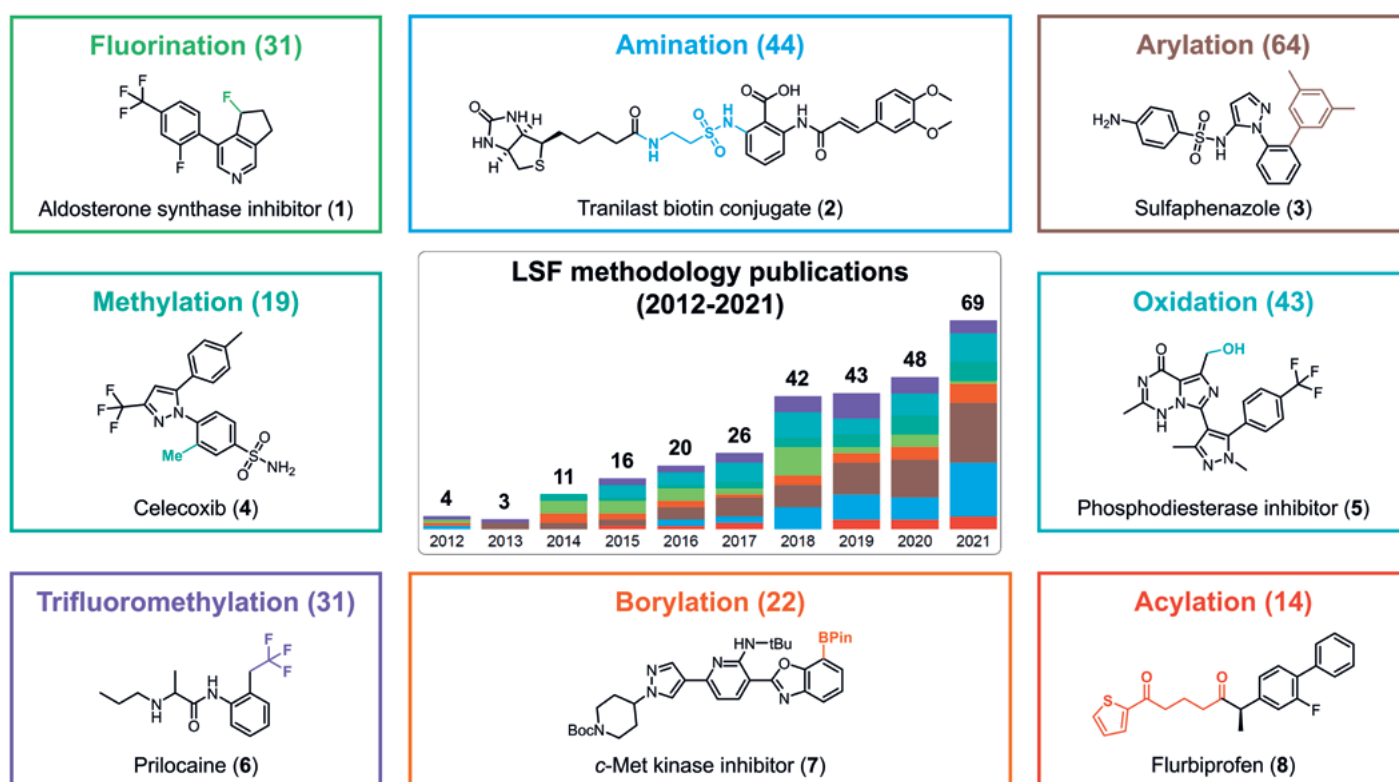 Fluorination (31)
F
F
F
F
F
N
Aldosterone synthase inhibitor (1)
Amination (44)
O
HN
H
HN
H
S
O
N
H
O
S
O
H
N
O
OH
H
N
O
O
O
Tranilast biotin conjugate (2)
Arylation (64)
H2N
O
S
O
NH
N
N
Sulfaphenazole (3)
Methylation (19)
F
F
F
N
N
Me
O
S
O
NH2
Celecoxib (4)
LSF methodology publications
(2012-2021)
4
3
11
16
20
26
42
43
48
69
2012 2013 2014 2015 2016 2017 2018 2019 2020 2021
Oxidation (43)
OH
O
N
N
N
NH
F
F
F
N
N
Phosphodiesterase inhibitor (5)
Trifluoromethylation (31)
F
F
F
H
N
N
H
O
Prilocaine (6)
Borylation (22)
BPin
HN tBu
N
O
N
N
N
N
BocN
c-Met kinase inhibitor (7)
Acylation (14)
O
O
S
F
Flurbiprofen (8)